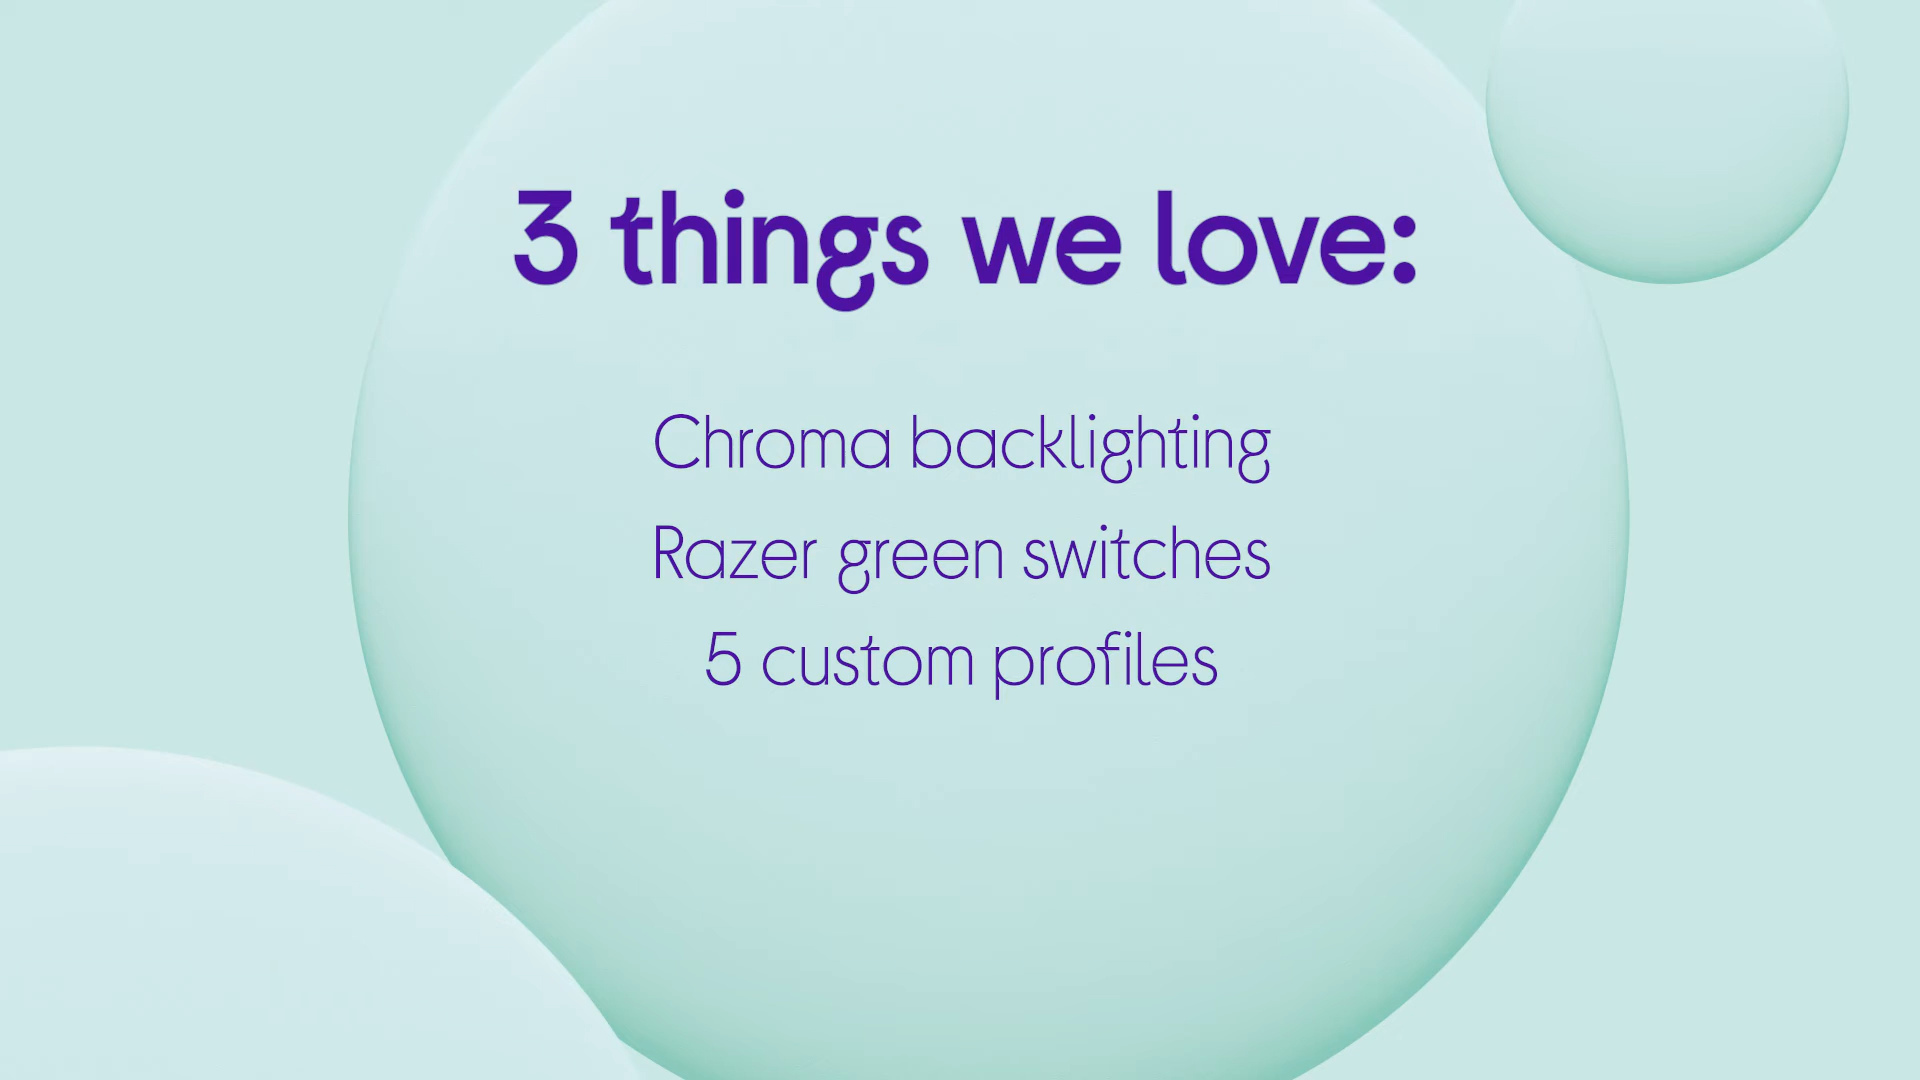 3 things we love:
Chroma backlighting
Razer green switches
5 custom profiles